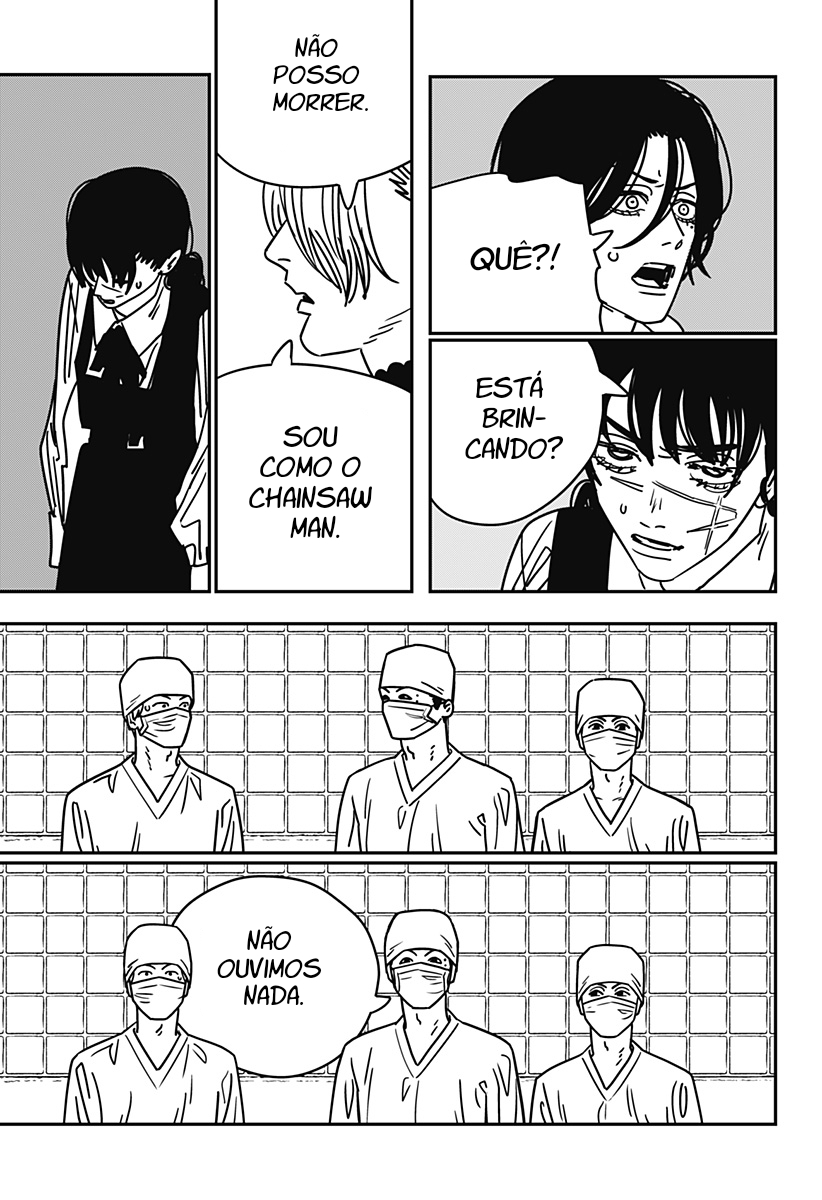 QUÊ?!
ESTÁ
BRIN-
CANDO?
NÃO
POSSO
MORRER.
SOU
COMO O
CHAINSAW
MAN.
NÃO
OUVIMOS
NADA.